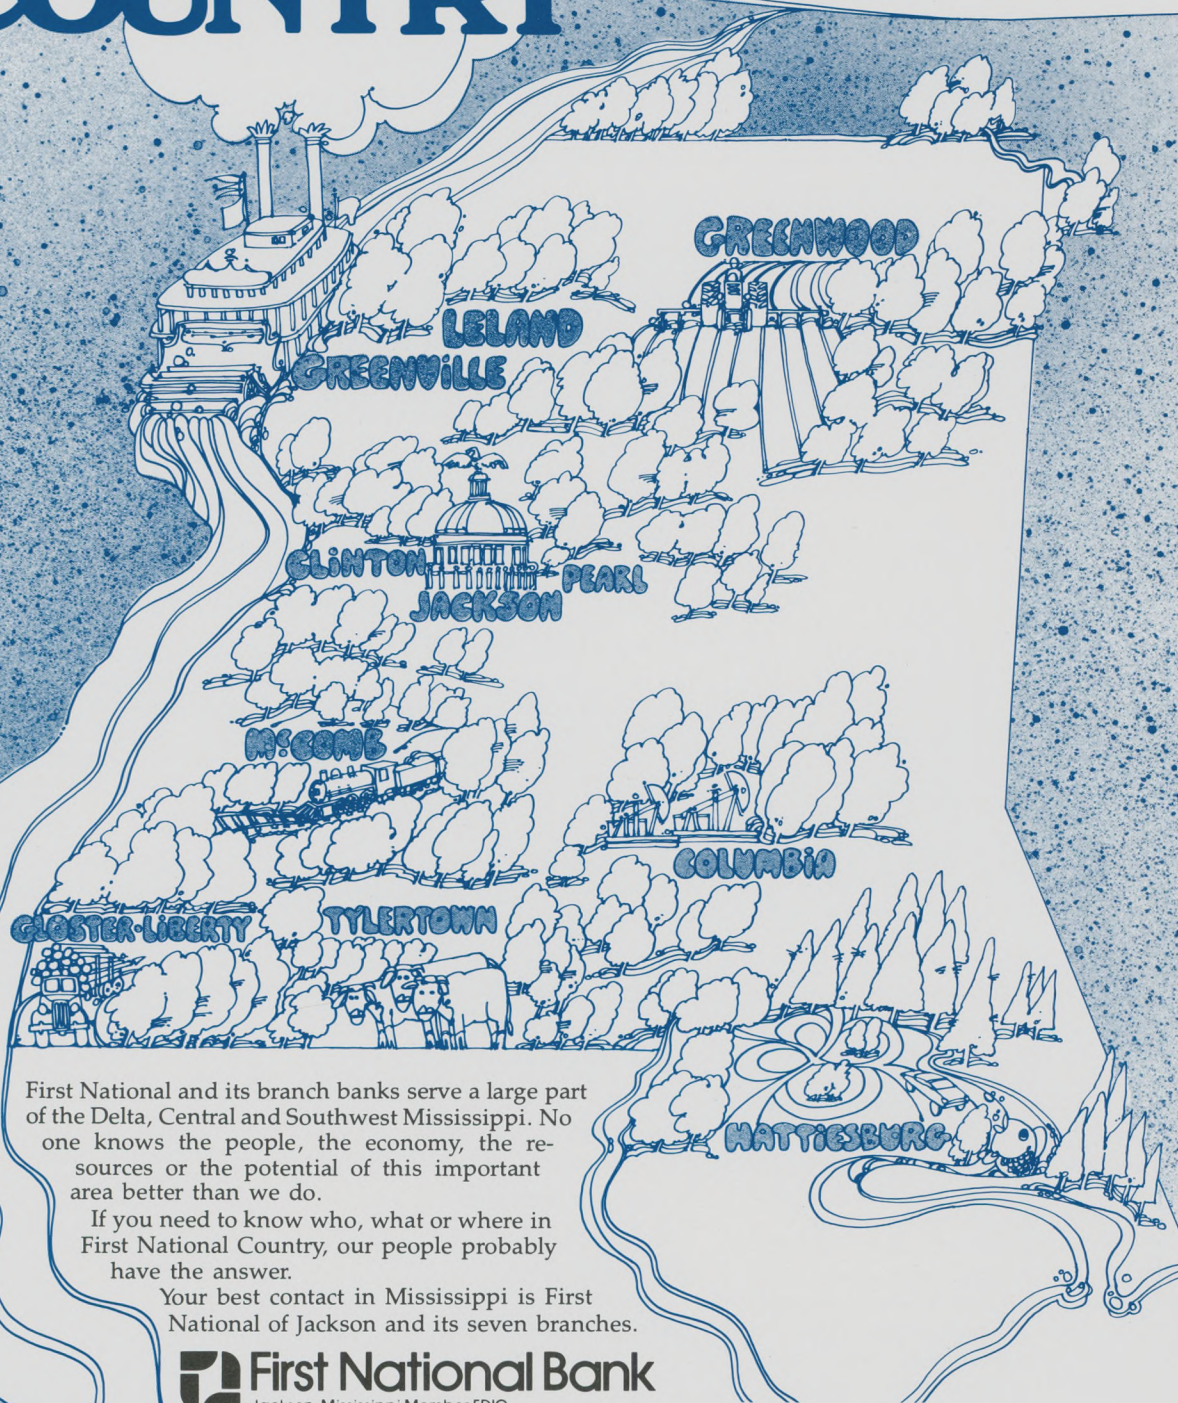 COUNTRY
GREENWOOD
LELAND
GREENViLLE
CLiNTON
PEARL
JACKSON
McCOMB
COLUMBiA
GLOSTER-LiBERTY
TYLERTOWN
First National and its branch banks serve a large part
of the Delta, Central and Southwest Mississippi. No
one knows the people, the economy, the re-
sources or the potential of this important
area better than we do.
HATTiESBURG
If you need to know who, what or where in
First National Country, our people probably
have the answer.
Your best contact in Mississippi is First
National of Jackson and its seven branches.
First National Bank
Jackson, Mississippi Member FDIC